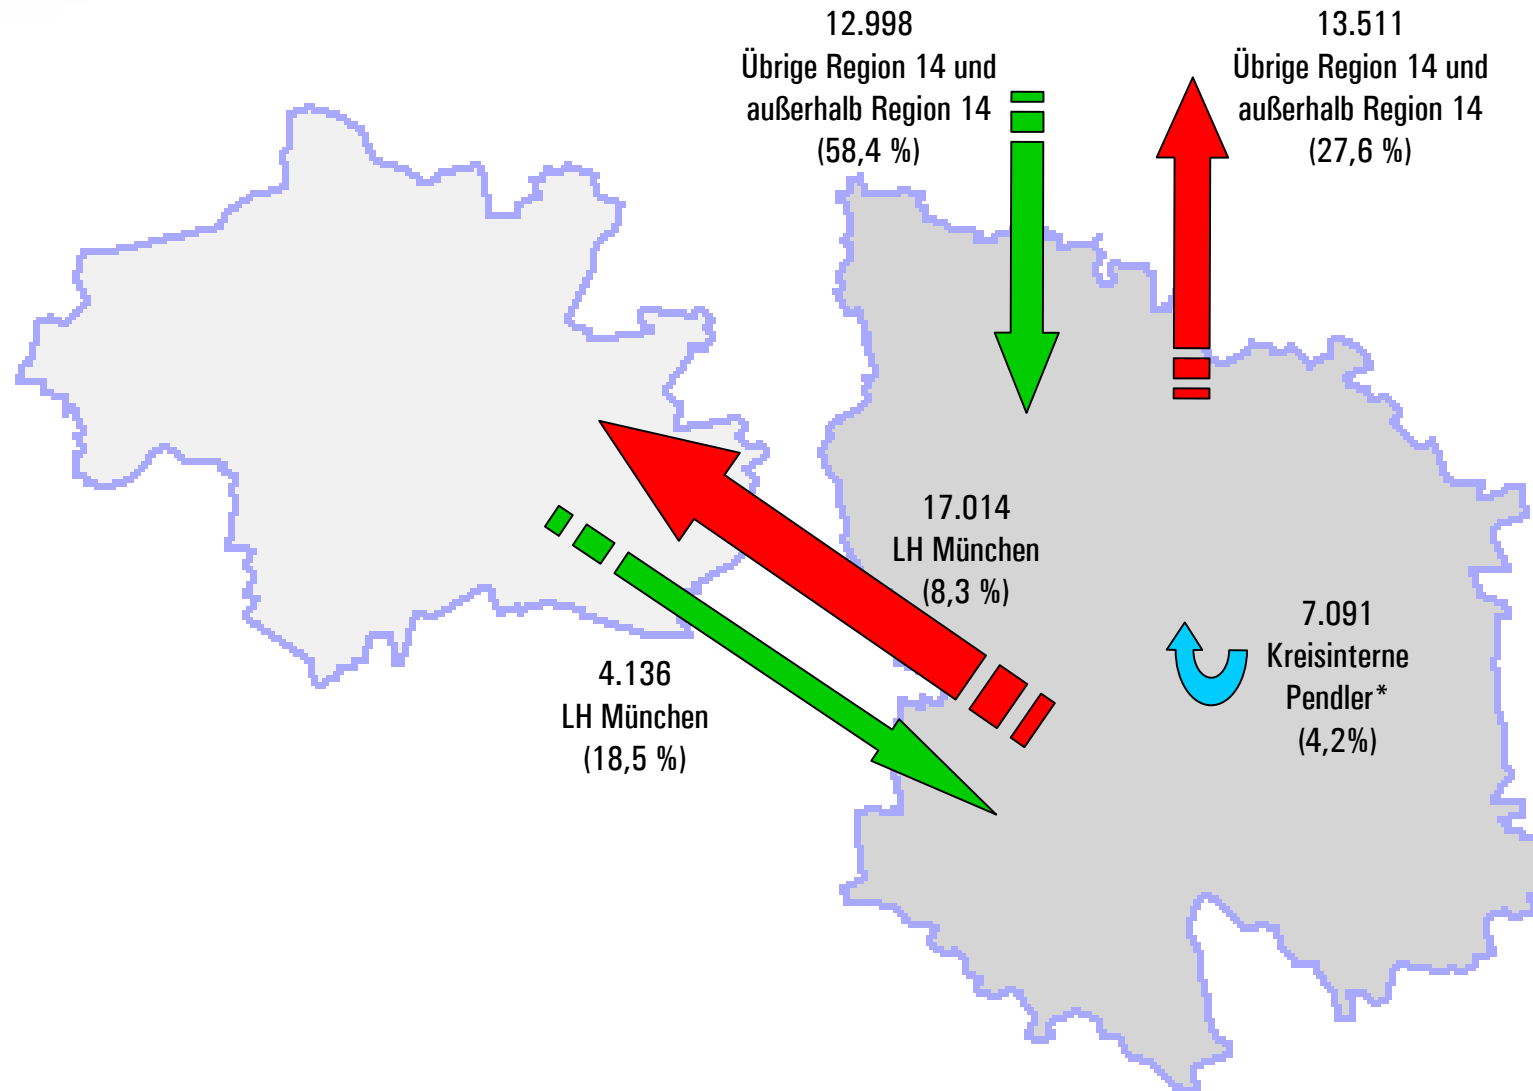 12.998
Übrige Region 14 und
außerhalb Region 14
(58,4 %)
13.511
Übrige Region 14 und
außerhalb Region 14
(27,6 %)
17.014
LH München
(8,3 %)
7.091
Kreisinterne
Pendler*
(4,2%)
4.136
LH München
(18,5 %)